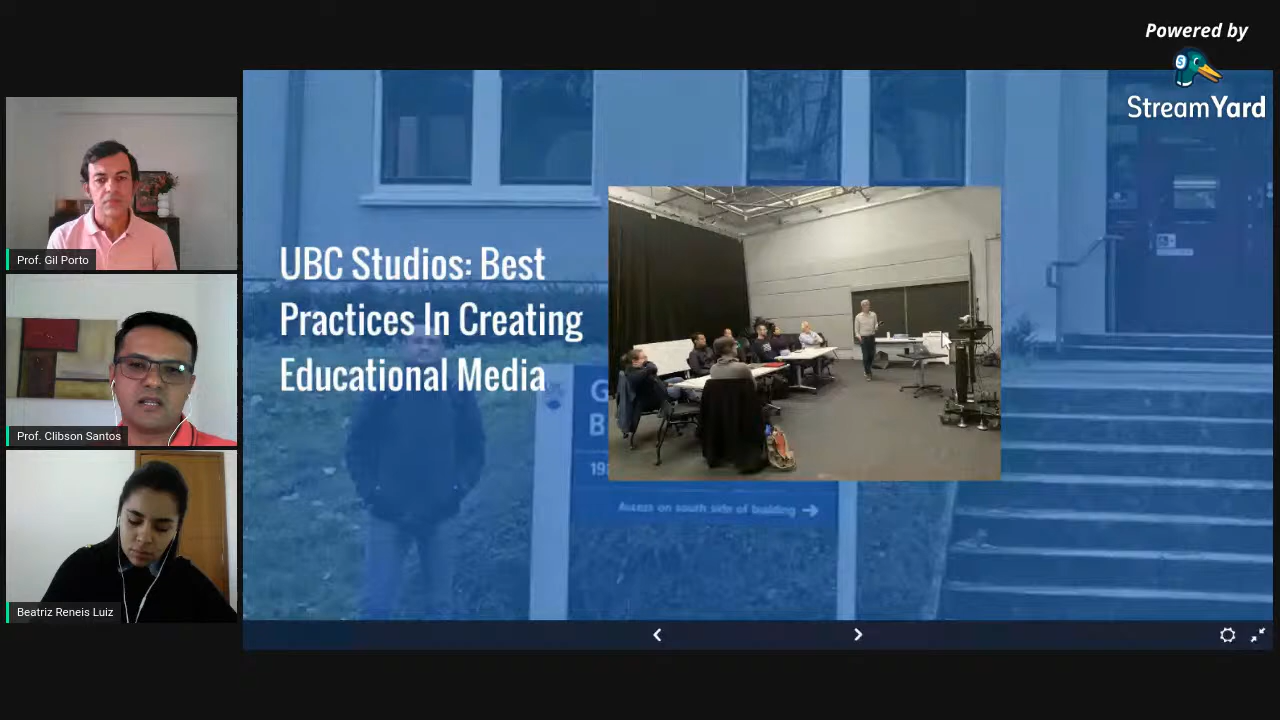 Powered by
StreamYard
Prof. Gil Porto
Prof. Clibson Santos
Beatriz Reneis Luiz
UBC Studios: Best
Practices In Creating
Educational Media
G
B
19
Access on south side of building →